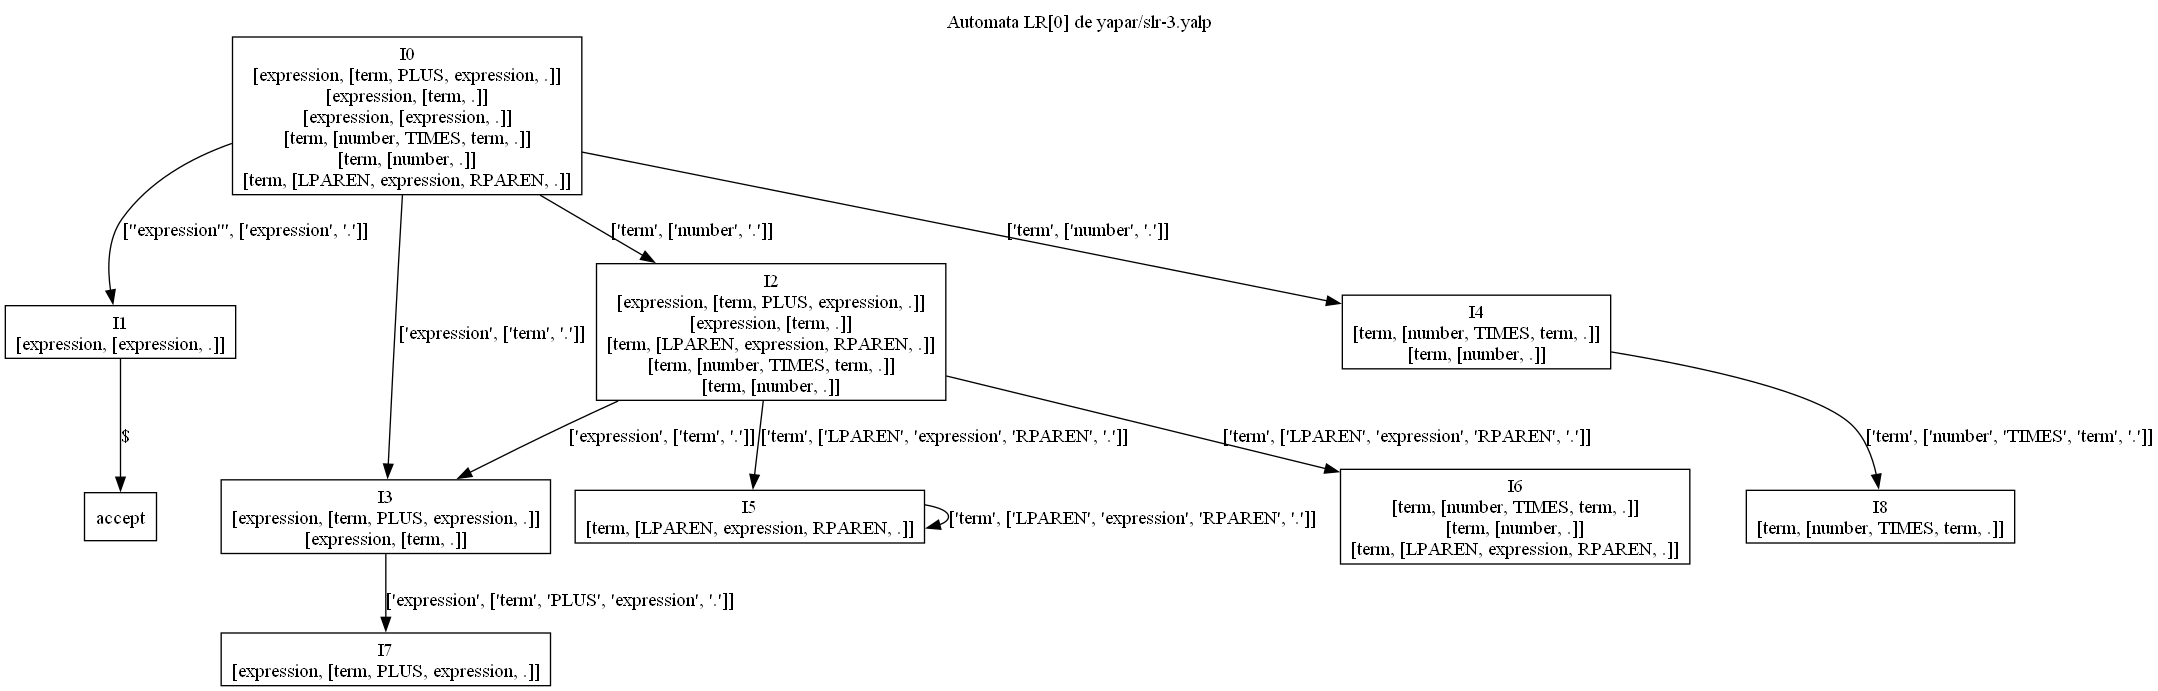 Automata LR[0] de yapar/slr-3.yalp
I0
[expression, [term, PLUS, expression, .]]
[expression, [term, .]]
[expression, [expression, .]]
[term, [number, TIMES, term, .]]
[term, [number, .]]
[term, [LPAREN, expression, RPAREN, .]]
[''expression''', ['expression', '.']]
['term', ['number', '.']]
['term', ['number', '.']]
I2
[expression, [term, PLUS, expression, .]]
[expression, [term, .]]
[term, [LPAREN, expression, RPAREN, .]]
[term, [number, TIMES, term, .]]
[term, [number, .]]
I1
[expression, [expression, .]]
['expression', ['term', '.']]
I4
[term, [number, TIMES, term, .]]
[term, [number, .]]
$
['expression', ['term', '.']]
['term', ['LPAREN', 'expression', 'RPAREN', '.']]
['term', ['LPAREN', 'expression', 'RPAREN', '.']]
['term', ['number', 'TIMES', 'term', '.']]
accept
I3
[expression, [term, PLUS, expression, .]]
[expression, [term, .]]
I5
[term, [LPAREN, expression, RPAREN, .]]
['term', ['LPAREN', 'expression', 'RPAREN', '.']]
I6
[term, [number, TIMES, term, .]]
[term, [number, .]]
[term, [LPAREN, expression, RPAREN, .]]
I8
[term, [number, TIMES, term, .]]
['expression', ['term', 'PLUS', 'expression', '.']]
I7
[expression, [term, PLUS, expression, .]]